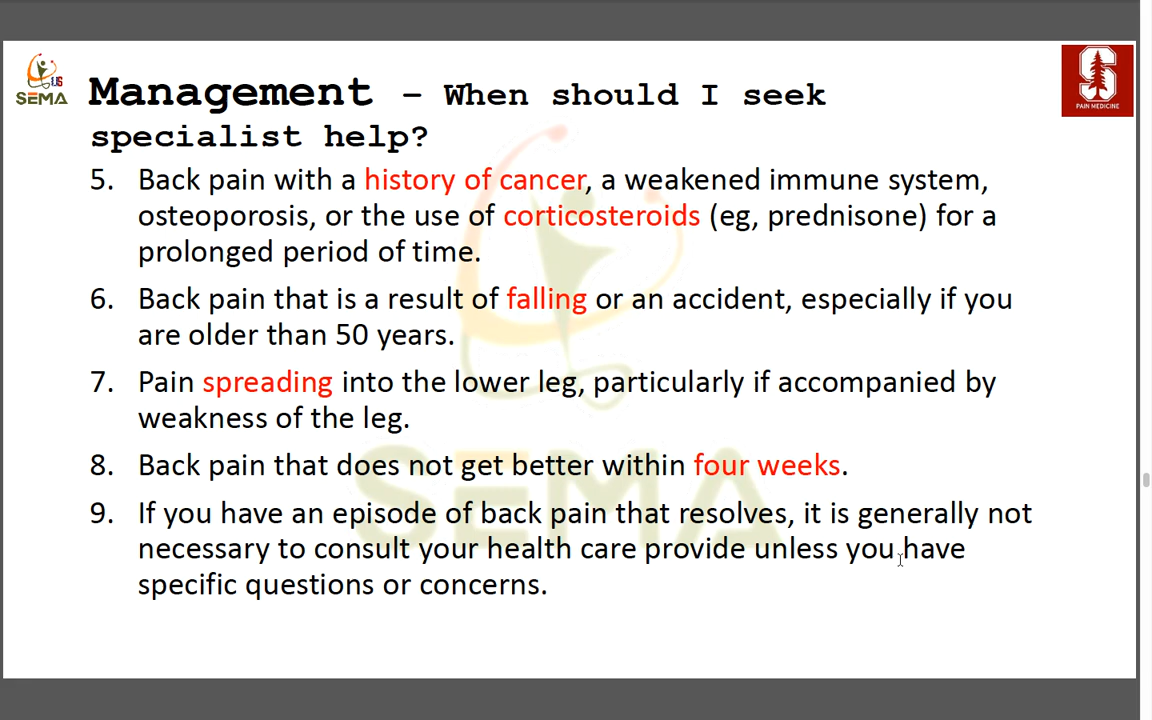 US
SEMA
Management – When should I seek
specialist help?
S
PAIN MEDICINE
5. Back pain with a history of cancer, a weakened immune system,
osteoporosis, or the use of corticosteroids (eg, prednisone) for a
prolonged period of time.
6. Back pain that is a result of falling or an accident, especially if you
are older than 50 years.
7. Pain spreading into the lower leg, particularly if accompanied by
weakness of the leg.
8. Back pain that does not get better within four weeks.
9. If you have an episode of back pain that resolves, it is generally not
necessary to consult your health care provide unless you have
specific questions or concerns.
SEMA